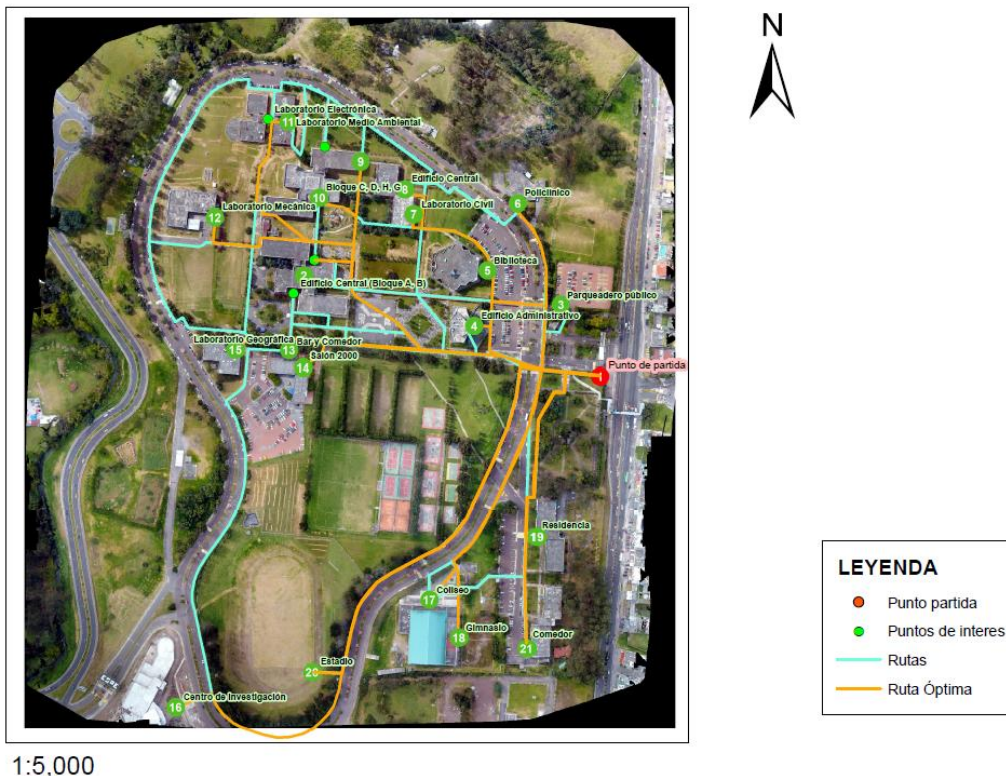 N
Laboratorio Electrónica
11
Laboratorio Medio Ambiental
9
Edificio Central
8
Bloque C, D, H, G
10
Policlínico
6
Laboratorio Mecánica
12
Laboratorio Civil
7
Biblioteca
5
2
Edificio Central (Bloque A, B)
Parqueadero público
3
Edificio Administrativo
4
Laboratorio Geográfica
15
Bar y Comedor
13
Salón 2000
14
Punto de partida
1
Residencia
19
Coliseo
17
Gimnasio
18
Comedor
21
Estadio
20
Centro de Investigación
16
ESPE
LEYENDA
Punto partida
Puntos de interes
Rutas
Ruta Óptima
1:5,000